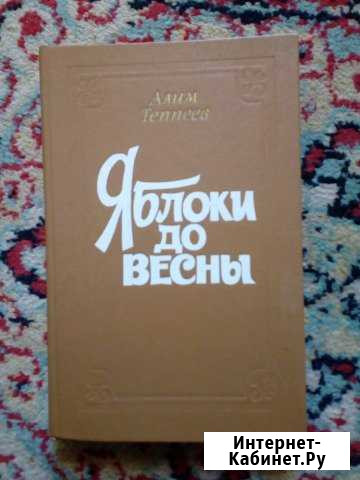 Алим
Теппеев
Яблоки
до
весны
Интернет-
Кабинет.Ру